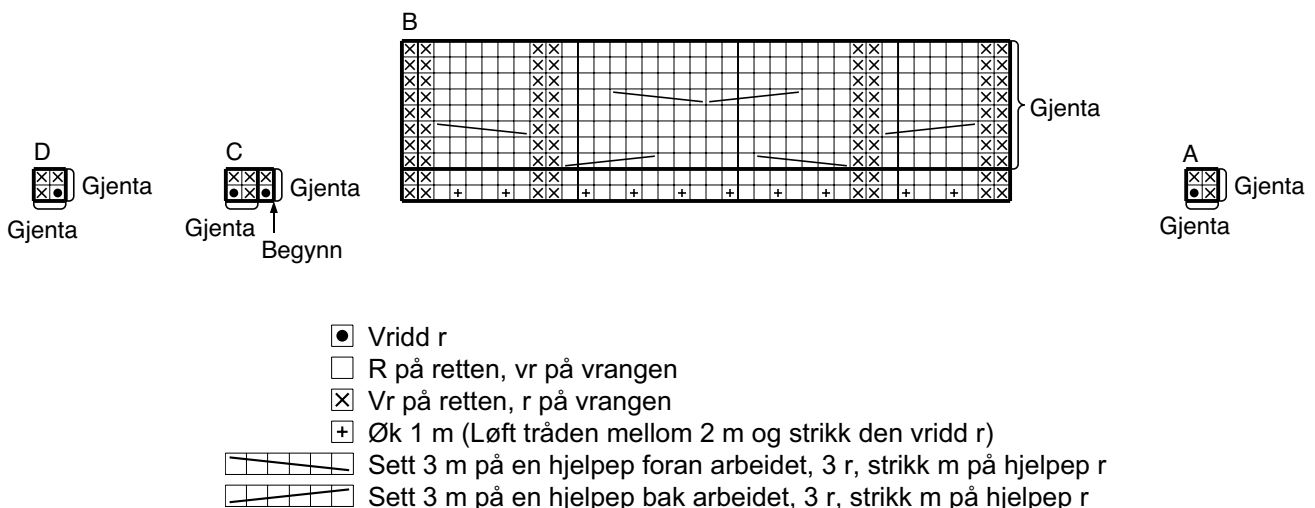 B
Gjenta
D
Gjenta
Gjenta
C
Gjenta
Gjenta
Begynn
A
Gjenta
Gjenta
Vridd r
R på retten, vr på vrangen
Vr på retten, r på vrangen
Øk 1 m (Løft tråden mellom 2 m og strikk den vridd r)
Sett 3 m på en hjelpep foran arbeidet, 3 r, strikk m på hjelpep r
Sett 3 m på en hjelpep bak arbeidet, 3 r, strikk m på hjelpep r